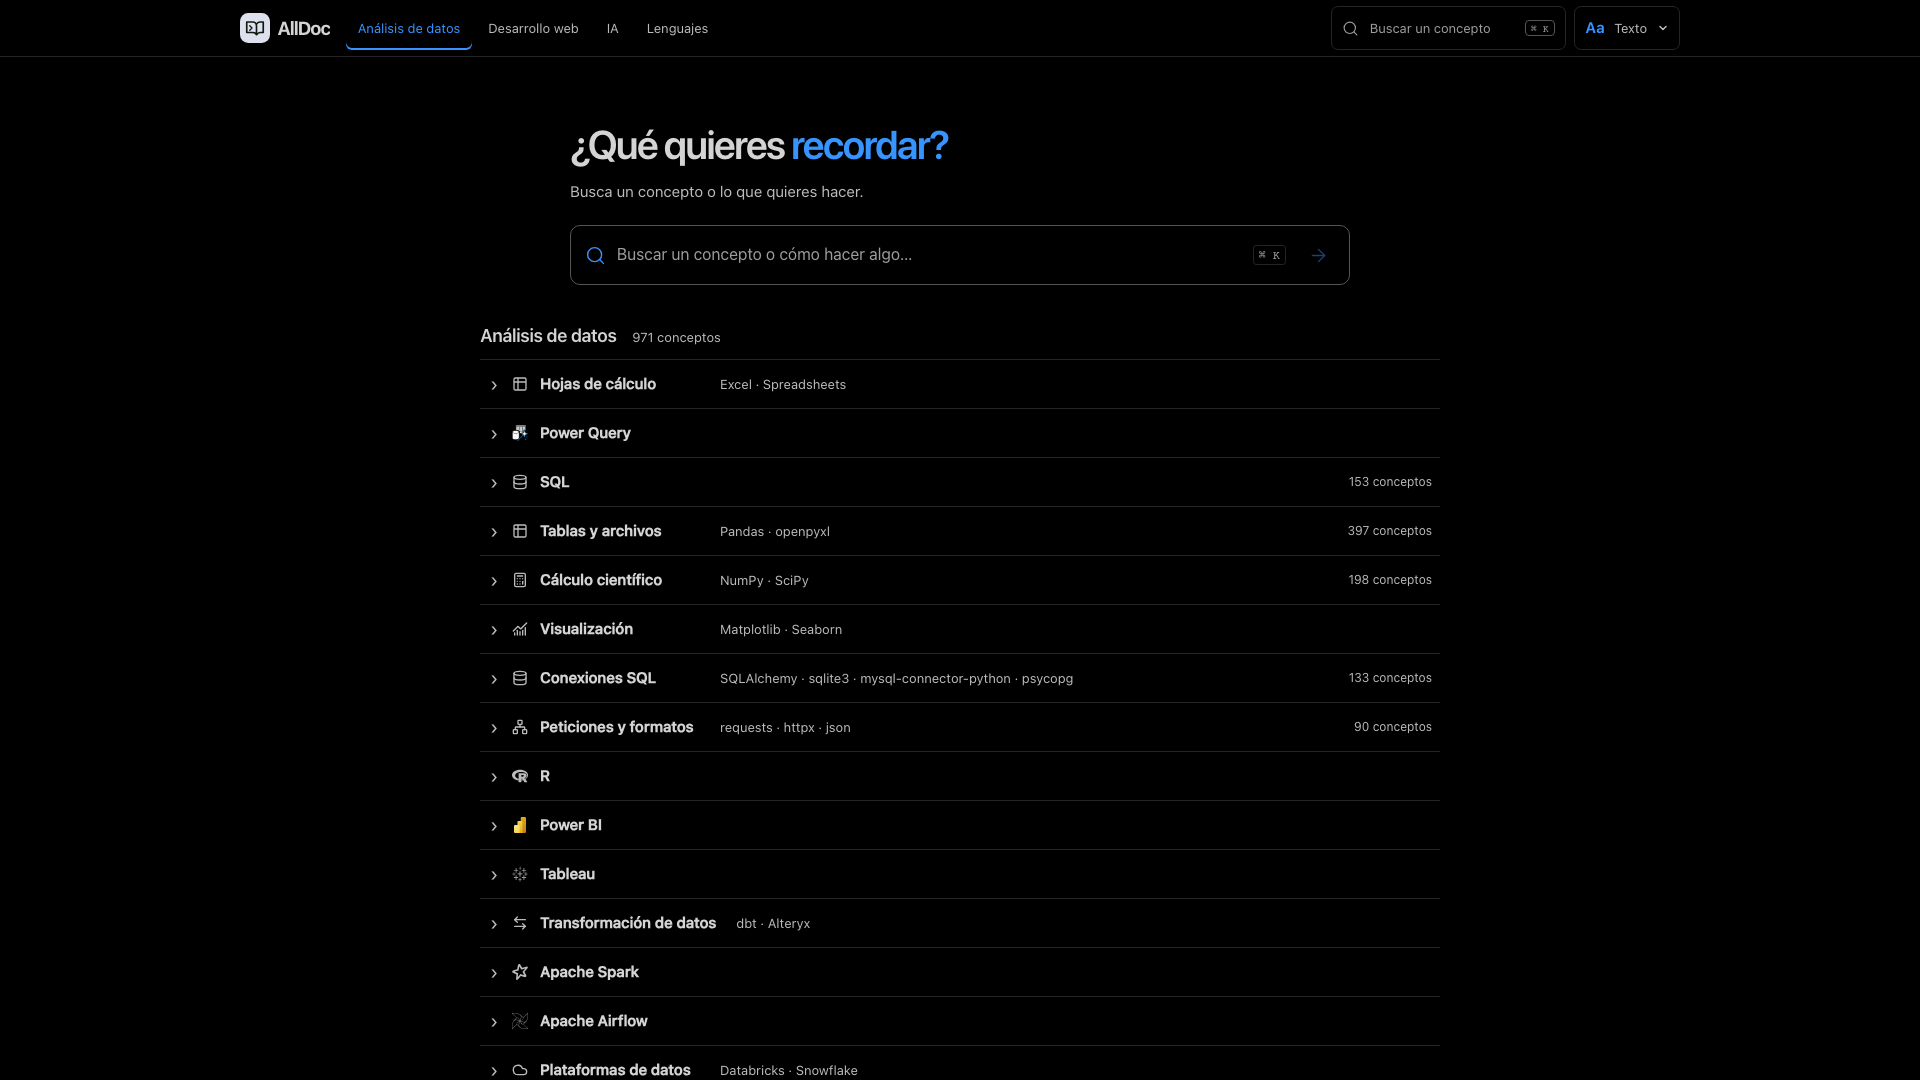 AllDoc
Análisis de datos
Desarrollo web
IA
Lenguajes
Buscar un concepto
⌘ K
Aa Texto
¿Qué quieres recordar?
Busca un concepto o lo que quieres hacer.
Buscar un concepto o cómo hacer algo...
⌘ K
Análisis de datos 971 conceptos
Hojas de cálculo Excel · Spreadsheets
Power Query
SQL 153 conceptos
Tablas y archivos Pandas · openpyxl 397 conceptos
Cálculo científico NumPy · SciPy 198 conceptos
Visualización Matplotlib · Seaborn
Conexiones SQL SQLAlchemy · sqlite3 · mysql-connector-python · psycopg 133 conceptos
Peticiones y formatos requests · httpx · json 90 conceptos
R
Power BI
Tableau
Transformación de datos dbt · Alteryx
Apache Spark
Apache Airflow
Plataformas de datos Databricks · Snowflake